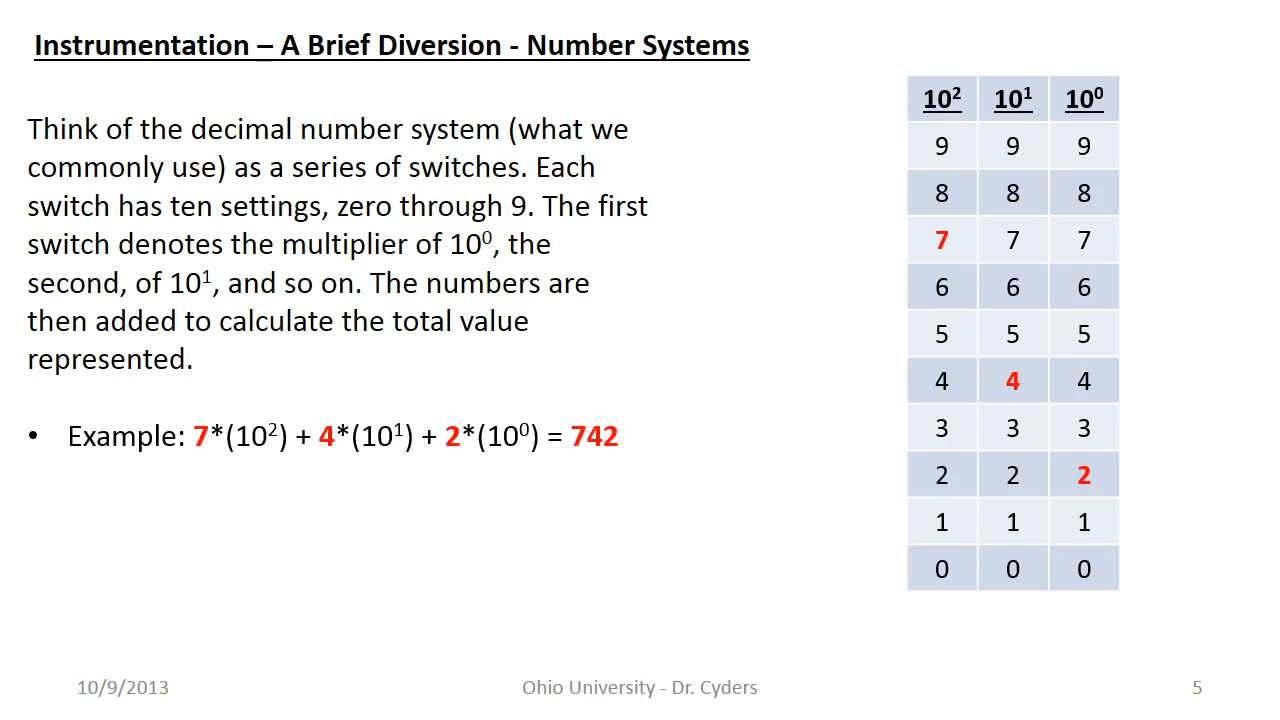 Instrumentation – A Brief Diversion - Number Systems
Think of the decimal number system (what we
commonly use) as a series of switches. Each
switch has ten settings, zero through 9. The first
switch denotes the multiplier of 10⁰, the
second, of 10¹, and so on. The numbers are
then added to calculate the total value
represented.
• Example: 7*(10²) + 4*(10¹) + 2*(10⁰) = 742
10² 10¹ 10⁰
9 9 9
8 8 8
7 7 7
6 6 6
5 5 5
4 4 4
3 3 3
2 2 2
1 1 1
0 0 0
10/9/2013 Ohio University - Dr. Cyders 5